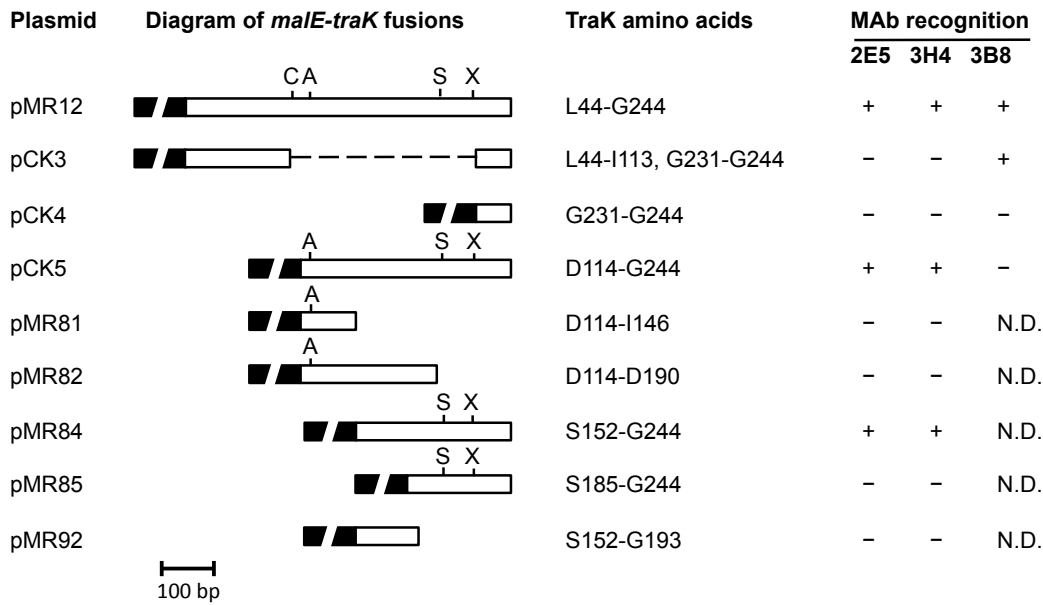 Plasmid Diagram of malE-traK fusions TraK amino acids MAb recognition
2E5 3H4 3B8
C A S X
pMR12 L44-G244 + + +
pCK3 L44-I113, G231-G244 – – +
pCK4 G231-G244 – – –
A S X
pCK5 D114-G244 + + –
A
pMR81 D114-I146 – – N.D.
A
pMR82 D114-D190 – – N.D.
S X
pMR84 S152-G244 + + N.D.
S X
pMR85 S185-G244 – – N.D.
pMR92 S152-G193 – – N.D.
100 bp